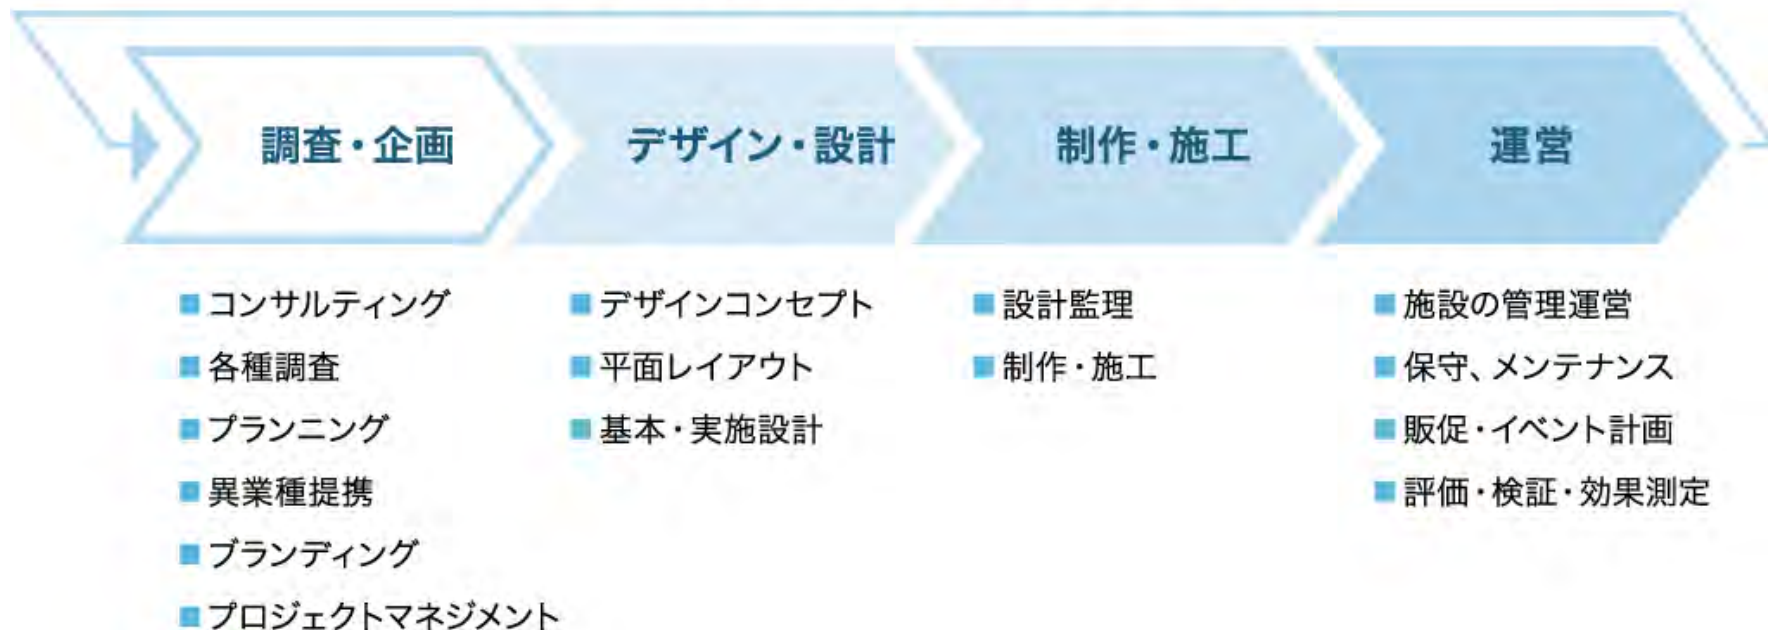 調査・企画
コンサルティング
各種調査
プランニング
異業種提携
ブランディング
プロジェクトマネジメント
デザイン・設計
デザインコンセプト
平面レイアウト
基本・実施設計
制作・施工
設計監理
制作・施工
運営
施設の管理運営
保守、メンテナンス
販促・イベント計画
評価・検証・効果測定